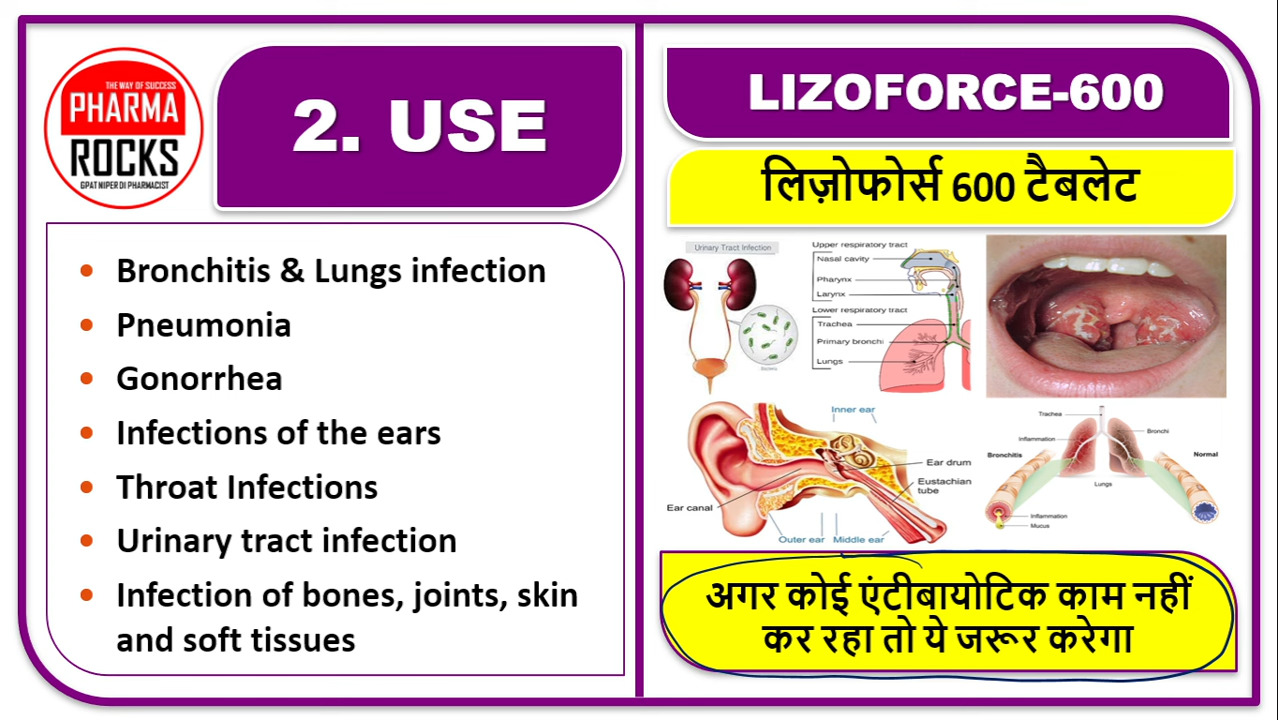 THE WAY OF SUCCESS
PHARMA
ROCKS
GPAT NIPER DI PHARMACIST
2. USE
Bronchitis & Lungs infection
Pneumonia
Gonorrhea
Infections of the ears
Throat Infections
Urinary tract infection
Infection of bones, joints, skin
and soft tissues
LIZOFORCE-600
लिज़ोफोर्स 600 टैबलेट
Urinary Tract Infection
Bacteria
Upper respiratory tract
Nasal cavity
Pharynx
Larynx
Lower respiratory tract
Trachea
Primary bronchi
Lungs
Inner ear
Ear drum
Eustachian
tube
Ear canal
Outer ear
Middle ear
Trachea
Inflammation
Bronchi
Bronchitis
Normal
Lungs
Inflammation
Mucus
अगर कोई एंटीबायोटिक काम नहीं
कर रहा तो ये जरूर करेगा